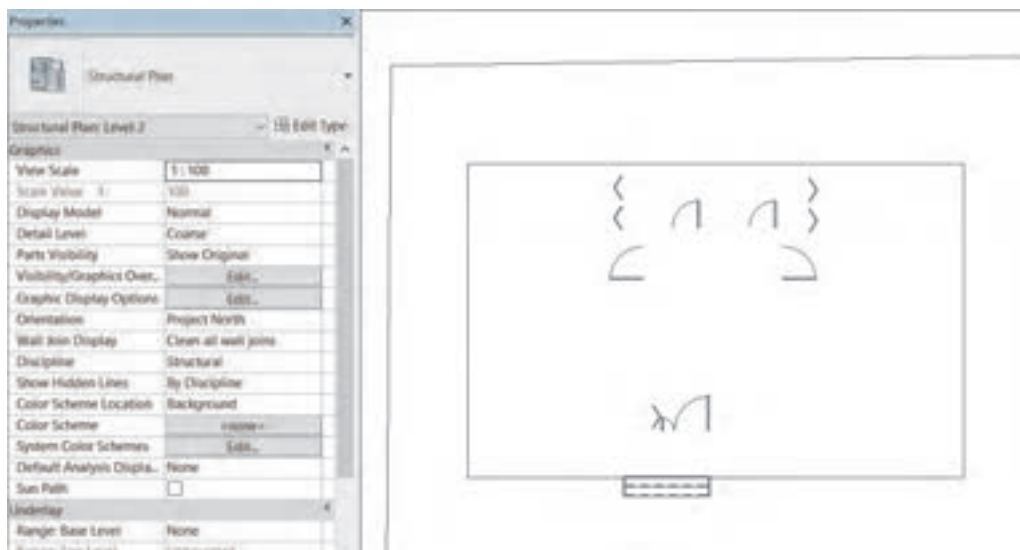 Properties
Structural Plan
Structural Plan: Level 2
Edit Type
Graphics
View Scale 1 : 100
Scale Value 1: 100
Display Model Normal
Detail Level Coarse
Parts Visibility Show Original
Visibility/Graphics Over... Edit...
Graphic Display Options Edit...
Orientation Project North
Wall Join Display Clean all wall joins
Discipline Structural
Show Hidden Lines By Discipline
Color Scheme Location Background
Color Scheme <none>
System Color Schemes Edit...
Default Analysis Displa... None
Sun Path
Underlay
Range: Base Level None